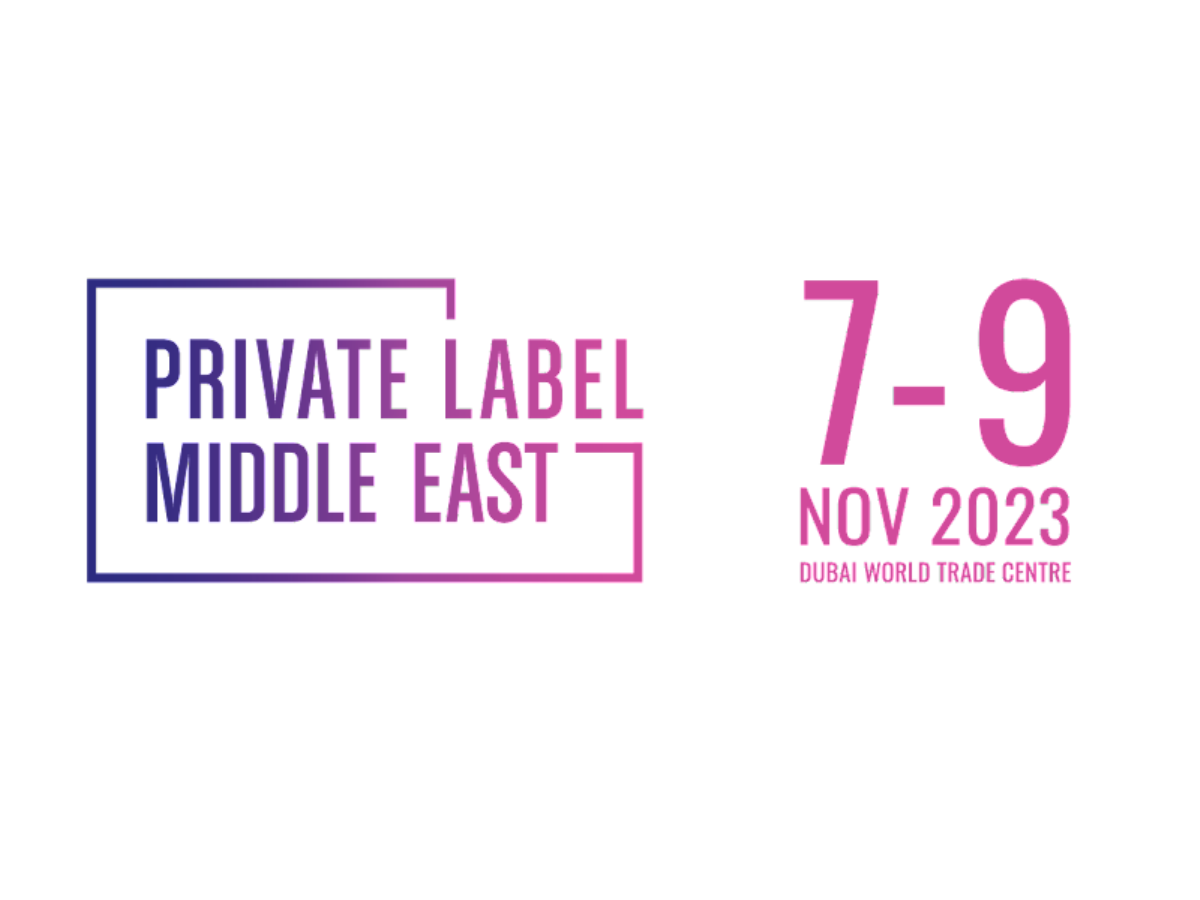 PRIVATE LABEL
MIDDLE EAST
7-9
NOV 2023
DUBAI WORLD TRADE CENTRE